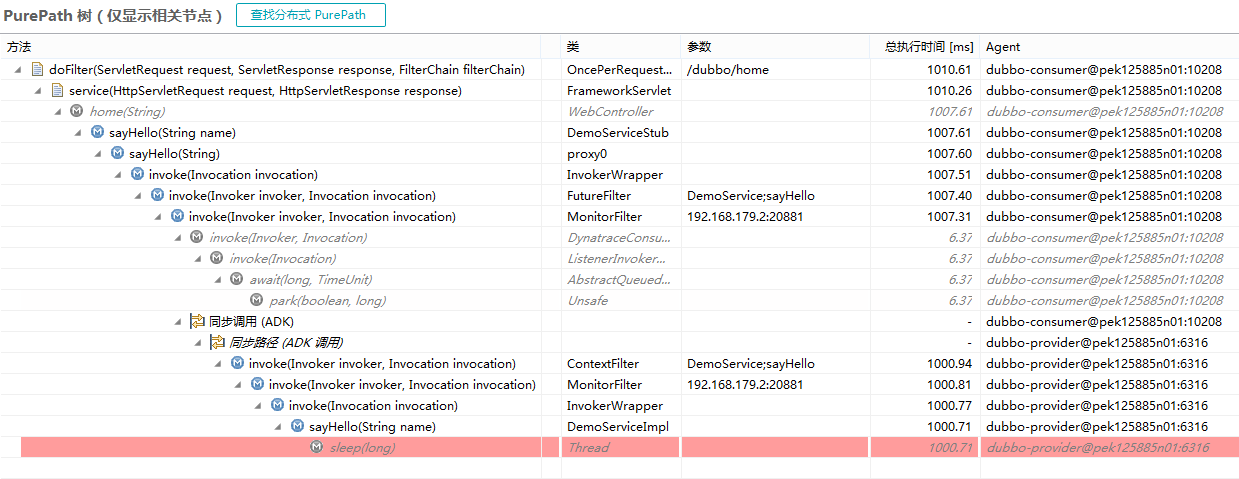 PurePath 树（仅显示相关节点） 查找分布式 PurePath
方法 类 参数 总执行时间 [ms] Agent
doFilter(ServletRequest request, ServletResponse response, FilterChain filterChain) OncePerRequest... /dubbo/home 1010.61 dubbo-consumer@pek125885n01:10208
service(HttpServletRequest request, HttpServletResponse response) FrameworkServlet 1010.26 dubbo-consumer@pek125885n01:10208
home(String) WebController 1007.61 dubbo-consumer@pek125885n01:10208
sayHello(String name) DemoServiceStub 1007.61 dubbo-consumer@pek125885n01:10208
sayHello(String) proxy0 1007.60 dubbo-consumer@pek125885n01:10208
invoke(Invocation invocation) InvokerWrapper 1007.51 dubbo-consumer@pek125885n01:10208
invoke(Invoker invoker, Invocation invocation) FutureFilter DemoService;sayHello 1007.40 dubbo-consumer@pek125885n01:10208
invoke(Invoker invoker, Invocation invocation) MonitorFilter 192.168.179.2:20881 1007.31 dubbo-consumer@pek125885n01:10208
invoke(Invoker, Invocation) DynatraceConsu... 6.37 dubbo-consumer@pek125885n01:10208
invoke(Invocation) ListenerInvoker... 6.37 dubbo-consumer@pek125885n01:10208
await(long, TimeUnit) AbstractQueued... 6.37 dubbo-consumer@pek125885n01:10208
park(boolean, long) Unsafe 6.37 dubbo-consumer@pek125885n01:10208
同步调用 (ADK) - dubbo-consumer@pek125885n01:10208
同步路径 (ADK 调用) - dubbo-provider@pek125885n01:6316
invoke(Invoker invoker, Invocation invocation) ContextFilter DemoService;sayHello 1000.94 dubbo-provider@pek125885n01:6316
invoke(Invoker invoker, Invocation invocation) MonitorFilter 192.168.179.2:20881 1000.81 dubbo-provider@pek125885n01:6316
invoke(Invocation invocation) InvokerWrapper 1000.77 dubbo-provider@pek125885n01:6316
sayHello(String name) DemoServiceImpl 1000.71 dubbo-provider@pek125885n01:6316
sleep(long) Thread 1000.71 dubbo-provider@pek125885n01:6316